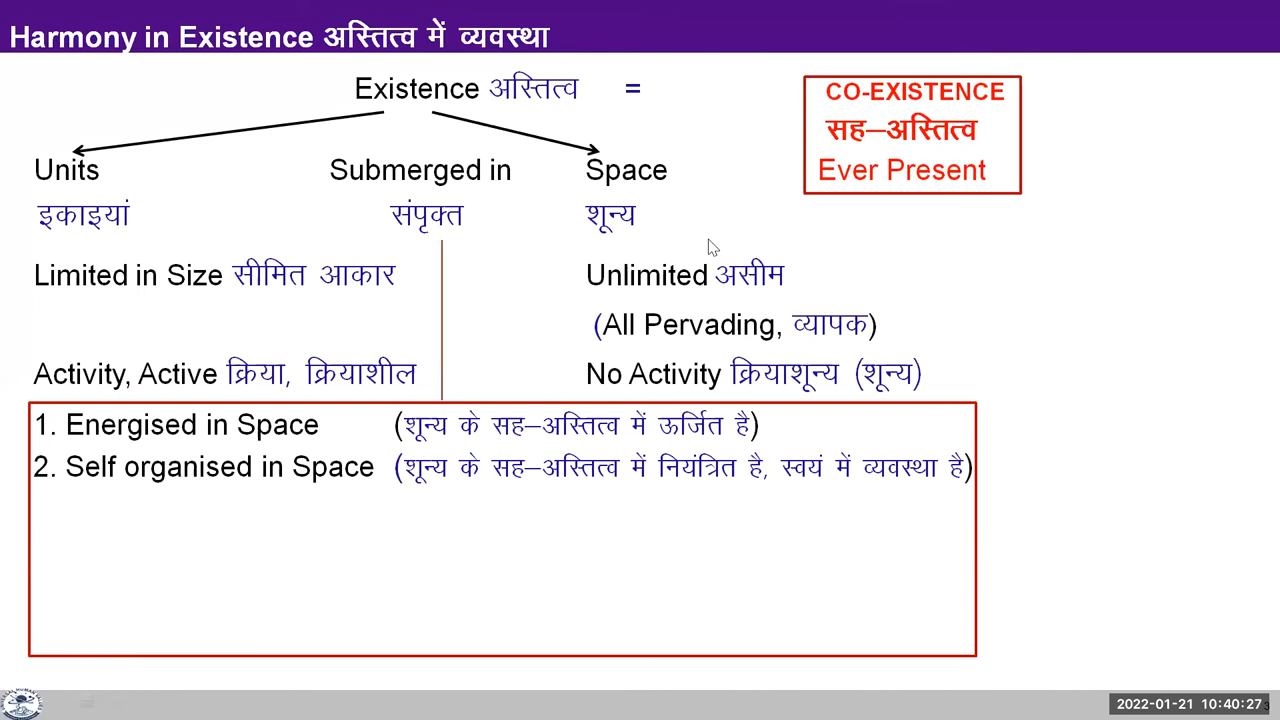 Harmony in Existence अस्तित्व में व्यवस्था
Existence अस्तित्व =
CO-EXISTENCE
सह–अस्तित्व
Ever Present
Units Submerged in Space
इकाइयां संपृक्त शून्य
Limited in Size सीमित आकार Unlimited असीम
(All Pervading, व्यापक)
Activity, Active क्रिया, क्रियाशील No Activity क्रियाशून्य (शून्य)
1. Energised in Space (शून्य के सह–अस्तित्व में ऊर्जित है)
2. Self organised in Space (शून्य के सह–अस्तित्व में नियंत्रित है, स्वयं में व्यवस्था है)
2022-01-21 10:40:27